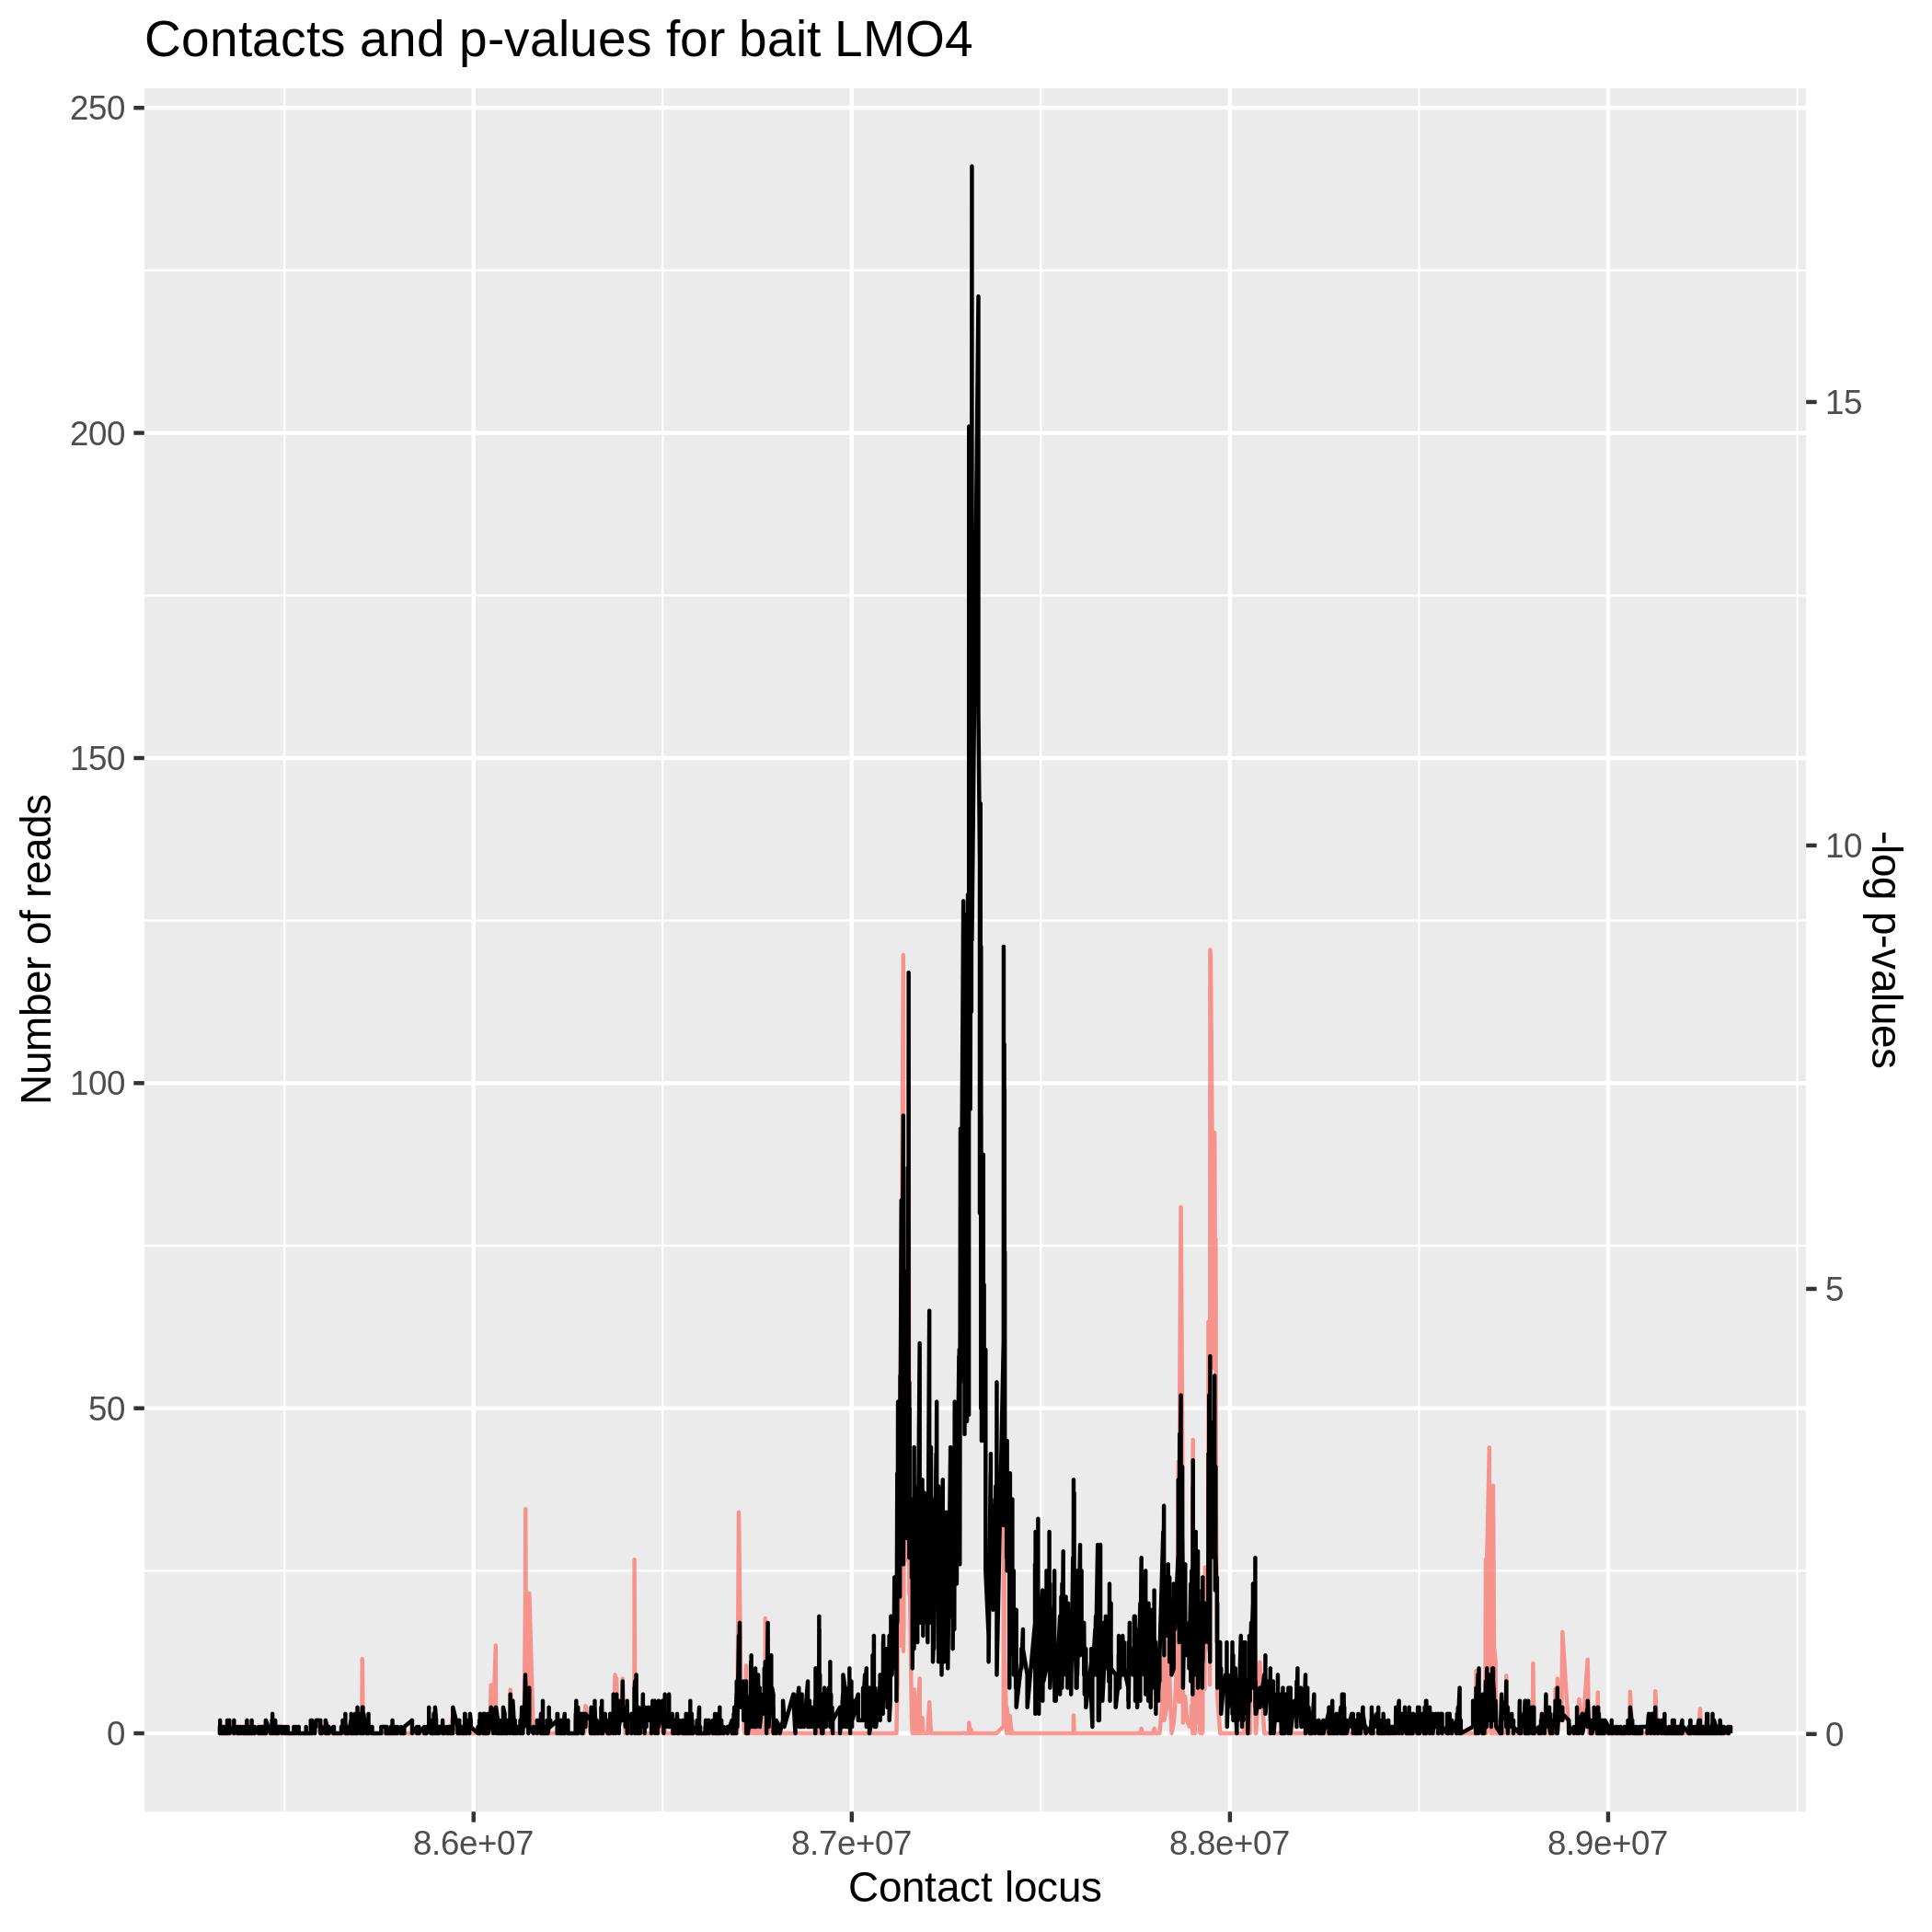 Contacts and p-values for bait LMO4
250
200
150
100
50
0
Number of reads
15
10
5
0
-log p-values
8.6e+07
8.7e+07
8.8e+07
8.9e+07
Contact locus